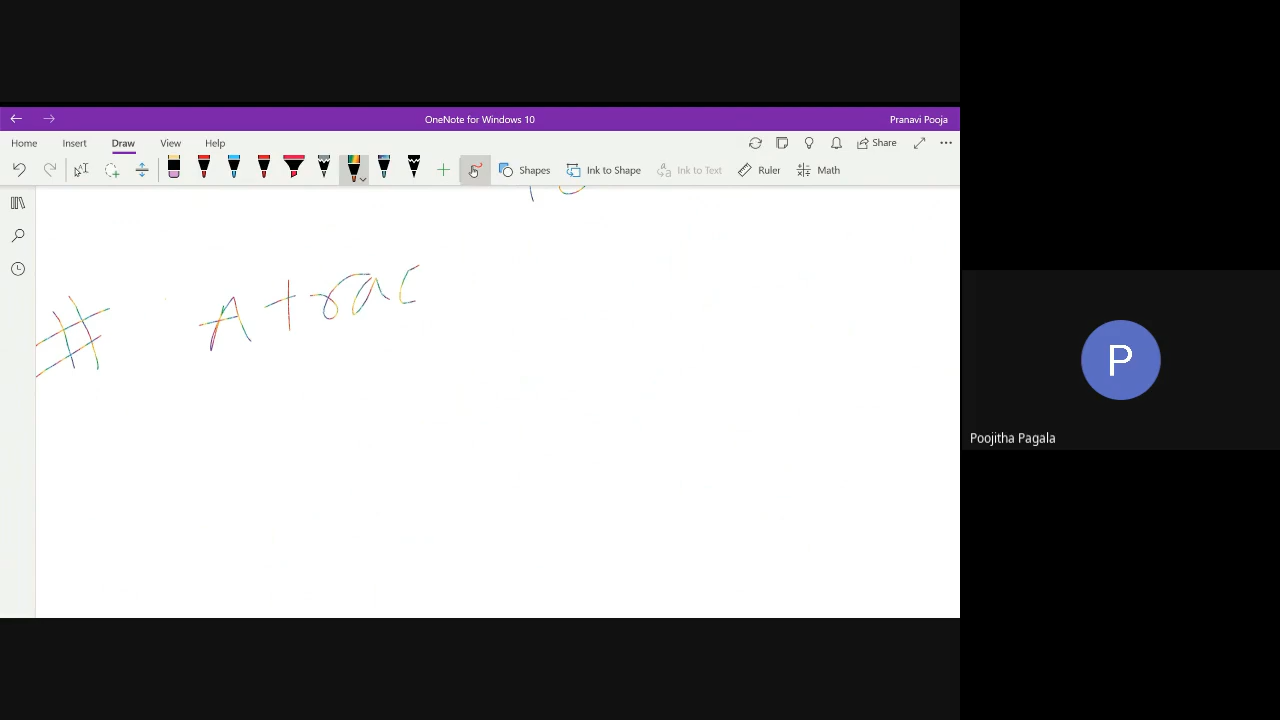 OneNote for Windows 10
Pranavi Pooja
Home Insert Draw View Help
Share
Shapes Ink to Shape Ink to Text Ruler Math
# Atrac
P
Poojitha Pagala